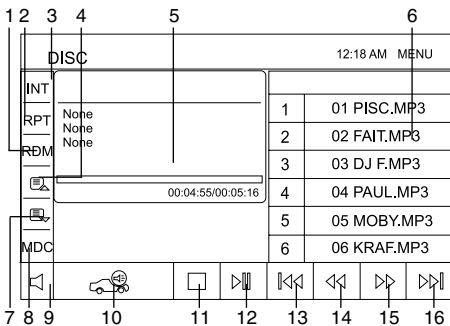 1 2 3 4 5 6
DISC 12:18 AM MENU
INT
RPT
RDM
MDC
None
None
None
00:04:55/00:05:16
1 01 PISC.MP3
2 02 FAIT.MP3
3 03 DJ F.MP3
4 04 PAUL.MP3
5 05 MOBY.MP3
6 06 KRAF.MP3
7 8 9 10 11 12 13 14 15 16